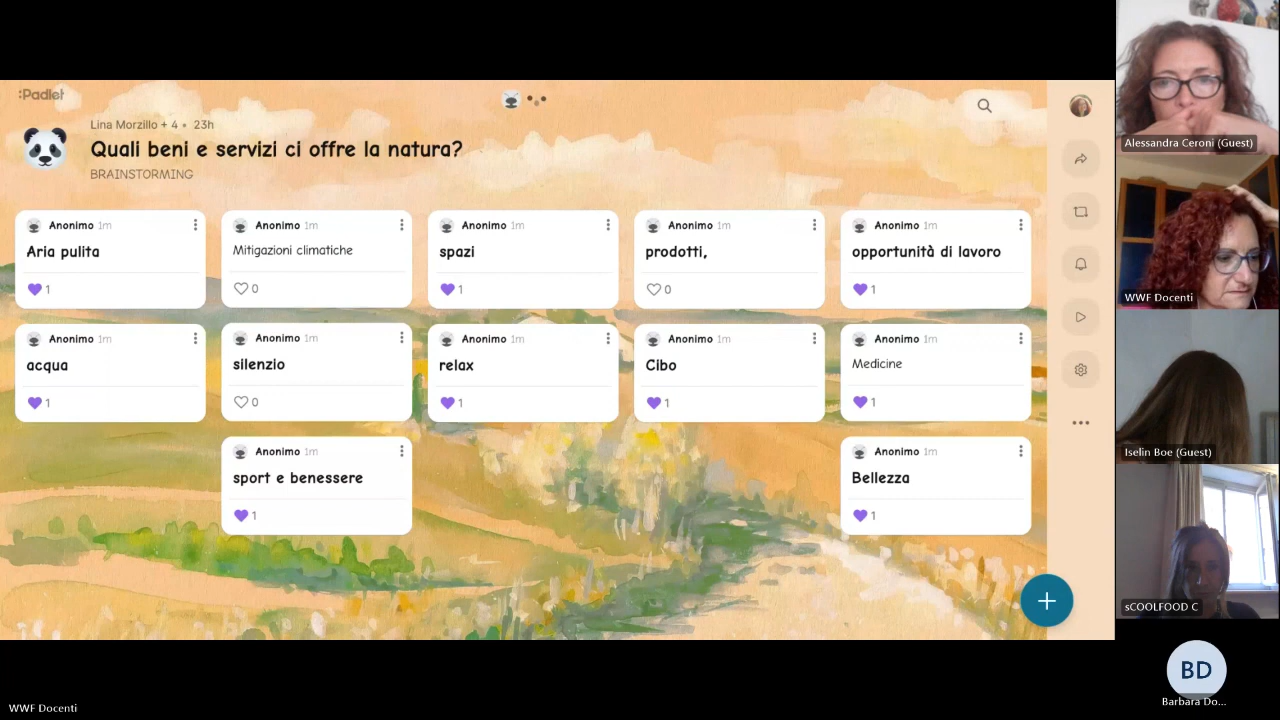 :Padlet
Lina Morzillo + 4 • 23h
Quali beni e servizi ci offre la natura?
BRAINSTORMING
Anonimo 1m
Aria pulita
1
Anonimo 1m
Mitigazioni climatiche
0
Anonimo 1m
spazi
1
Anonimo 1m
prodotti,
0
Anonimo 1m
opportunità di lavoro
1
Anonimo 1m
acqua
1
Anonimo 1m
silenzio
0
Anonimo 1m
relax
1
Anonimo 1m
Cibo
1
Anonimo 1m
Medicine
1
Anonimo 1m
sport e benessere
1
Anonimo 1m
Bellezza
1
Alessandra Ceroni (Guest)
WWF Docenti
Iselin Boe (Guest)
sCOOLFOOD C
BD
Barbara Do...
WWF Docenti